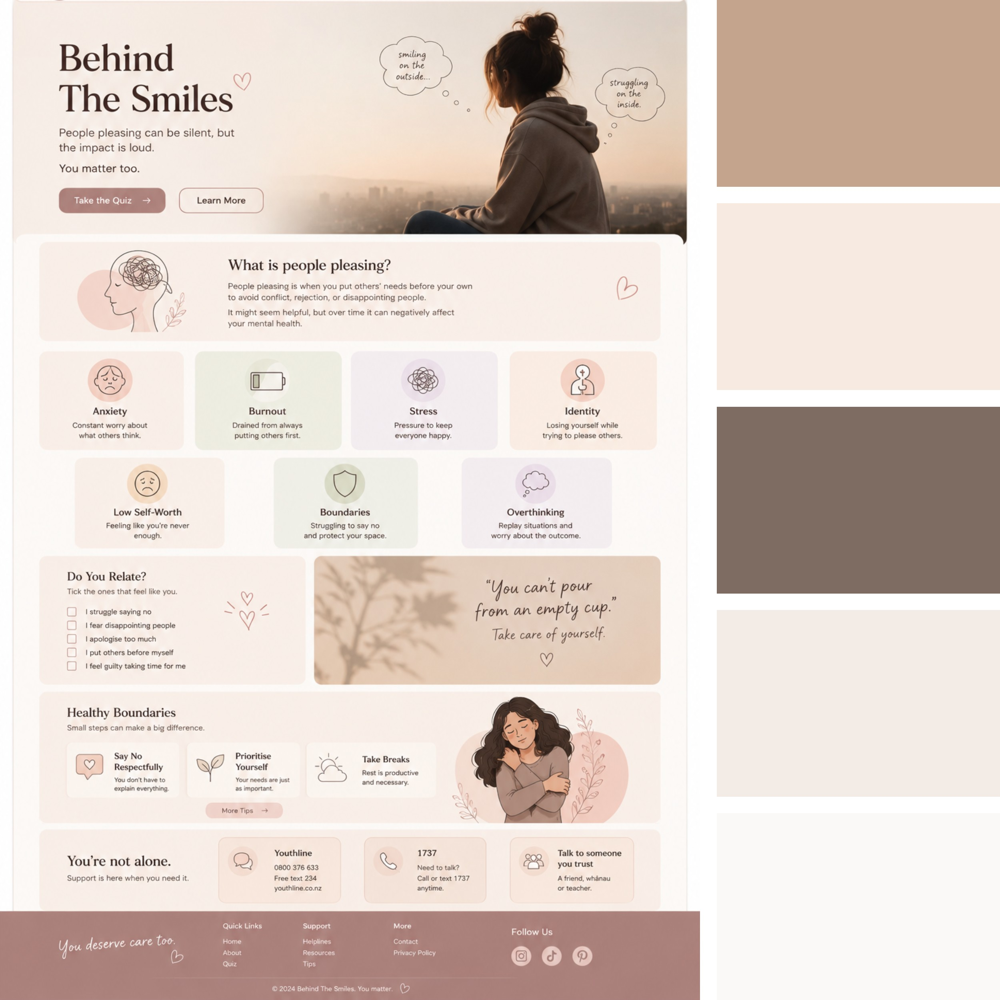 Behind
The Smiles
People pleasing can be silent, but
the impact is loud.
You matter too.
Take the Quiz →
Learn More
smiling
on the
outside...
struggling
on the
inside.
What is people pleasing?
People pleasing is when you put others’ needs before your own
to avoid conflict, rejection, or disappointing people.
It might seem helpful, but over time it can negatively affect
your mental health.
Anxiety
Constant worry about
what others think.
Burnout
Drained from always
putting others first.
Stress
Pressure to keep
everyone happy.
Identity
Losing yourself while
trying to please others.
Low Self-Worth
Feeling like you’re never
enough.
Boundaries
Struggling to say no
and protect your space.
Overthinking
Replay situations and
worry about the outcome.
Do You Relate?
Tick the ones that feel like you.
I struggle saying no
I fear disappointing people
I apologise too much
I put others before myself
I feel guilty taking time for me
“You can’t pour
from an empty cup.”
Take care of yourself.
Healthy Boundaries
Small steps can make a big difference.
Say No
Respectfully
You don’t have to
explain everything.
Prioritise
Yourself
Your needs are just
as important.
Take Breaks
Rest is productive
and necessary.
More Tips →
You’re not alone.
Support is here when you need it.
Youthline
0800 376 633
Free text 234
youthline.co.nz
1737
Need to talk?
Call or text 1737
anytime.
Talk to someone
you trust
A friend, whānau
or teacher.
You deserve care too.
Quick Links
Home
About
Quiz
Support
Helplines
Resources
Tips
More
Contact
Privacy Policy
Follow Us
© 2024 Behind The Smiles. You matter.